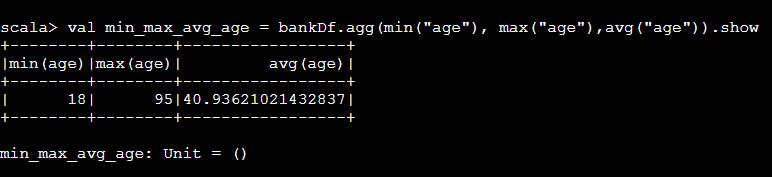 scala> val min_max_avg_age = bankDf.agg(min("age"), max("age"),avg("age")).show
+--------+--------+-----------------+
|min(age)|max(age)|         avg(age)|
+--------+--------+-----------------+
|      18|      95|40.93621021432837|
+--------+--------+-----------------+
min_max_avg_age: Unit = ()